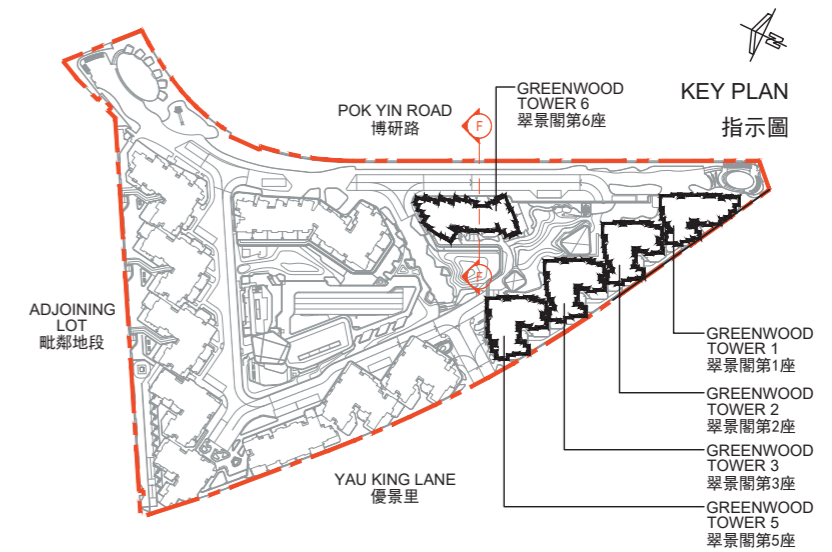 KEY PLAN
指示圖
GREENWOOD
TOWER 6
翠景閣第6座
POK YIN ROAD
博研路
F
F
ADJOINING
LOT
毗鄰地段
GREENWOOD
TOWER 1
翠景閣第1座
GREENWOOD
TOWER 2
翠景閣第2座
GREENWOOD
TOWER 3
翠景閣第3座
GREENWOOD
TOWER 5
翠景閣第5座
YAU KING LANE
優景里